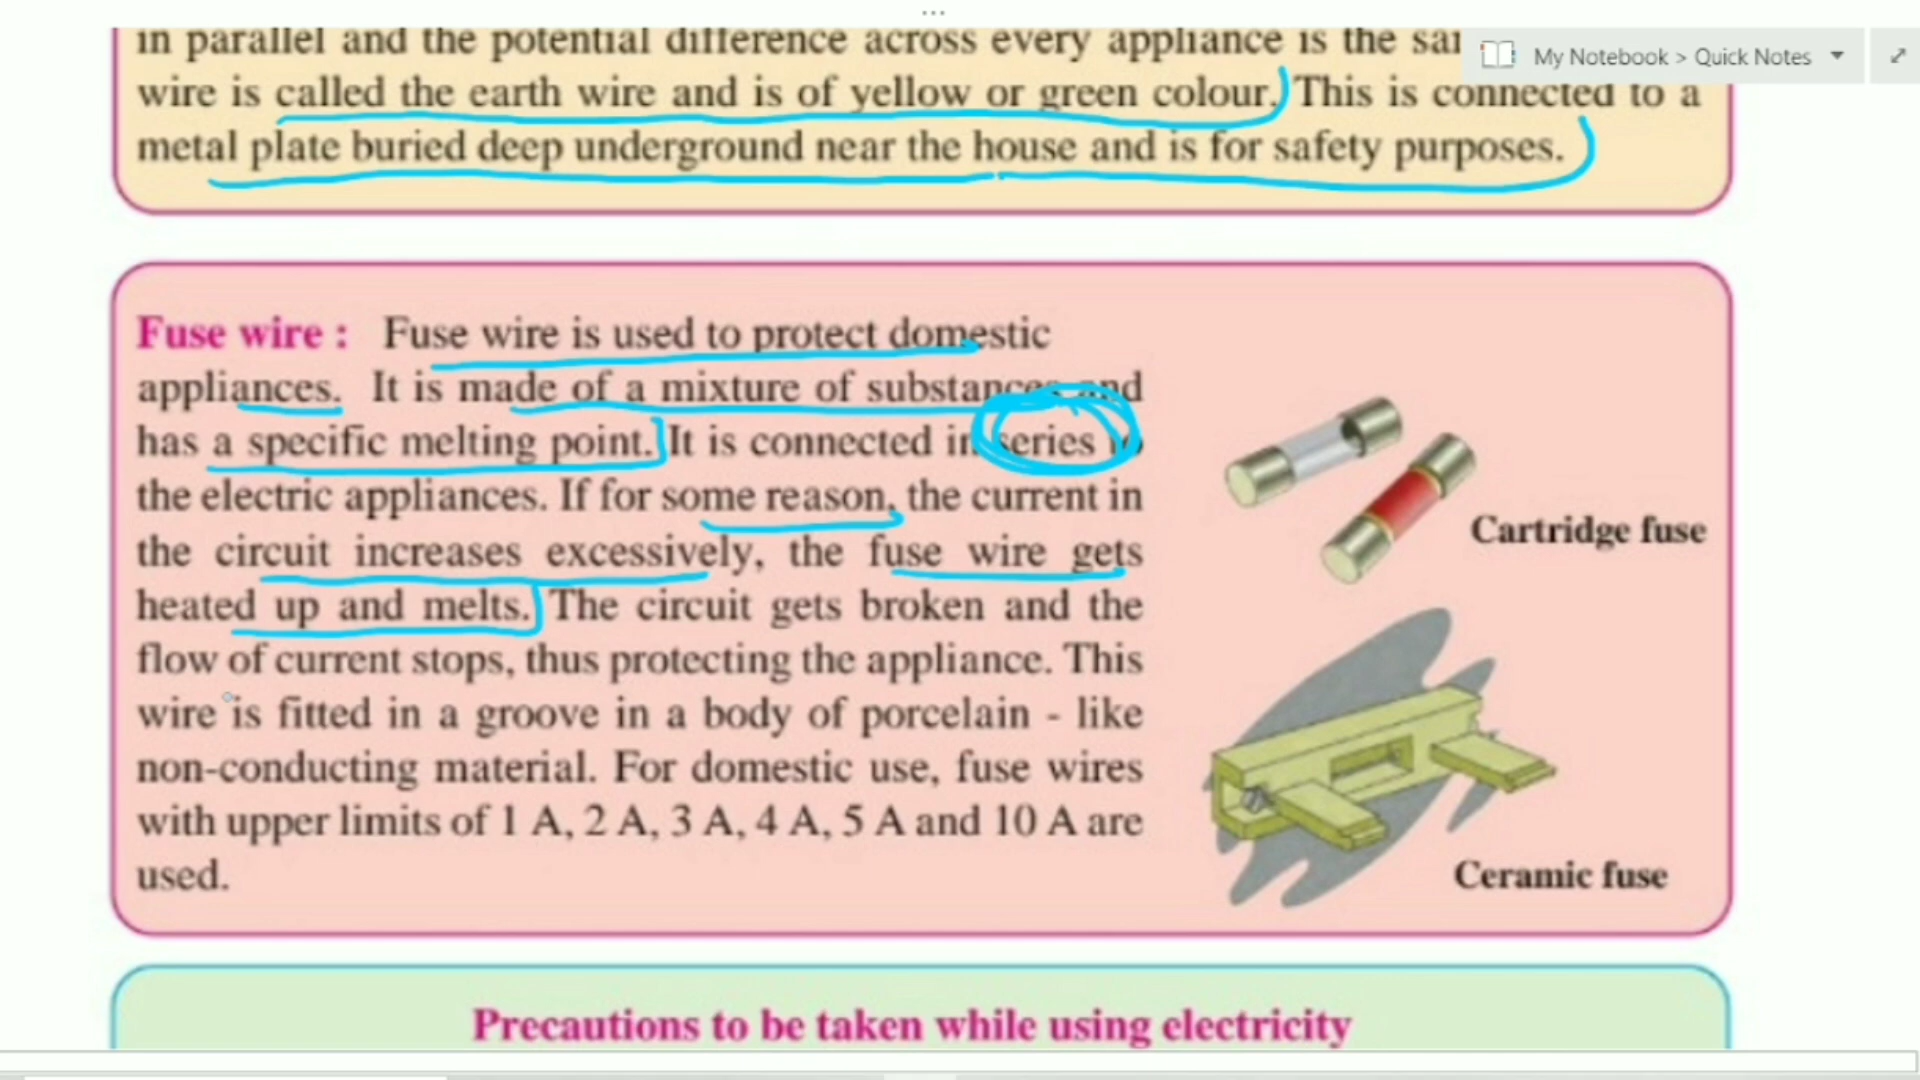 ...
in parallel and the potential difference across every appliance is the
My Notebook > Quick Notes
wire is called the earth wire and is of yellow or green colour. This is connected to a
metal plate buried deep underground near the house and is for safety purposes.
Fuse wire : Fuse wire is used to protect domestic
appliances. It is made of a mixture of substances and
has a specific melting point. It is connected in series to
the electric appliances. If for some reason, the current in
the circuit increases excessively, the fuse wire gets
heated up and melts. The circuit gets broken and the
flow of current stops, thus protecting the appliance. This
wire is fitted in a groove in a body of porcelain - like
non-conducting material. For domestic use, fuse wires
with upper limits of 1 A, 2 A, 3 A, 4 A, 5 A and 10 A are
used.
Cartridge fuse
Ceramic fuse
Precautions to be taken while using electricity